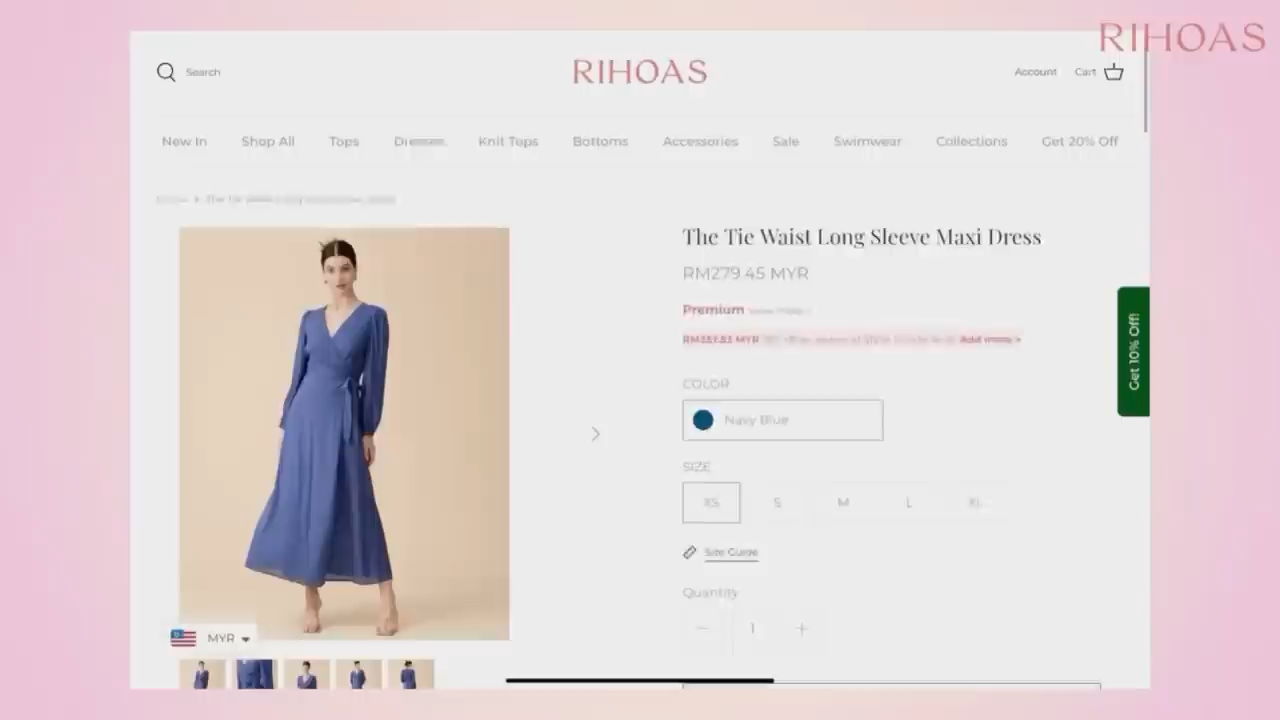 RIHOAS
Search
RIHOAS
Account
Cart
New In
Shop All
Tops
Dresses
Knit Tops
Bottoms
Accessories
Sale
Swimwear
Collections
Get 20% Off
The Tie Waist Long Sleeve Maxi Dress
RM279.45 MYR
Premium
Add more >
COLOR
Navy Blue
SIZE
XS
S
M
L
XL
Size Guide
Quantity
1
Get 10% Off!
MYR